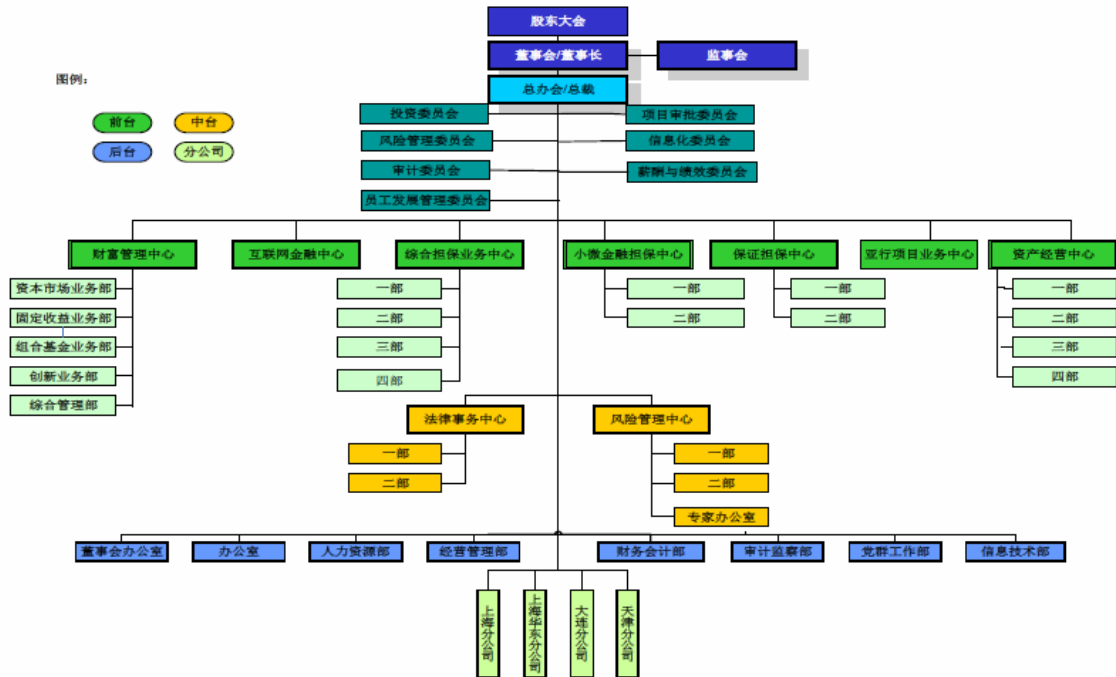 股东大会
董事会/董事长
监事会
总办会/总裁
图例：
前台
中台
后台
分公司
投资委员会
项目审批委员会
风险管理委员会
信息化委员会
审计委员会
薪酬与绩效委员会
员工发展管理委员会
财富管理中心
互联网金融中心
综合担保业务中心
小微金融担保中心
保证担保中心
亚行项目业务中心
资产经营中心
资本市场业务部
固定收益业务部
组合基金业务部
创新业务部
综合管理部
一部
二部
三部
四部
一部
二部
一部
二部
一部
二部
三部
四部
法律事务中心
风险管理中心
一部
二部
一部
二部
专家办公室
董事会办公室
办公室
人力资源部
经营管理部
财务会计部
审计监察部
党群工作部
信息技术部
上海分公司
上海华东分公司
大连分公司
天津分公司